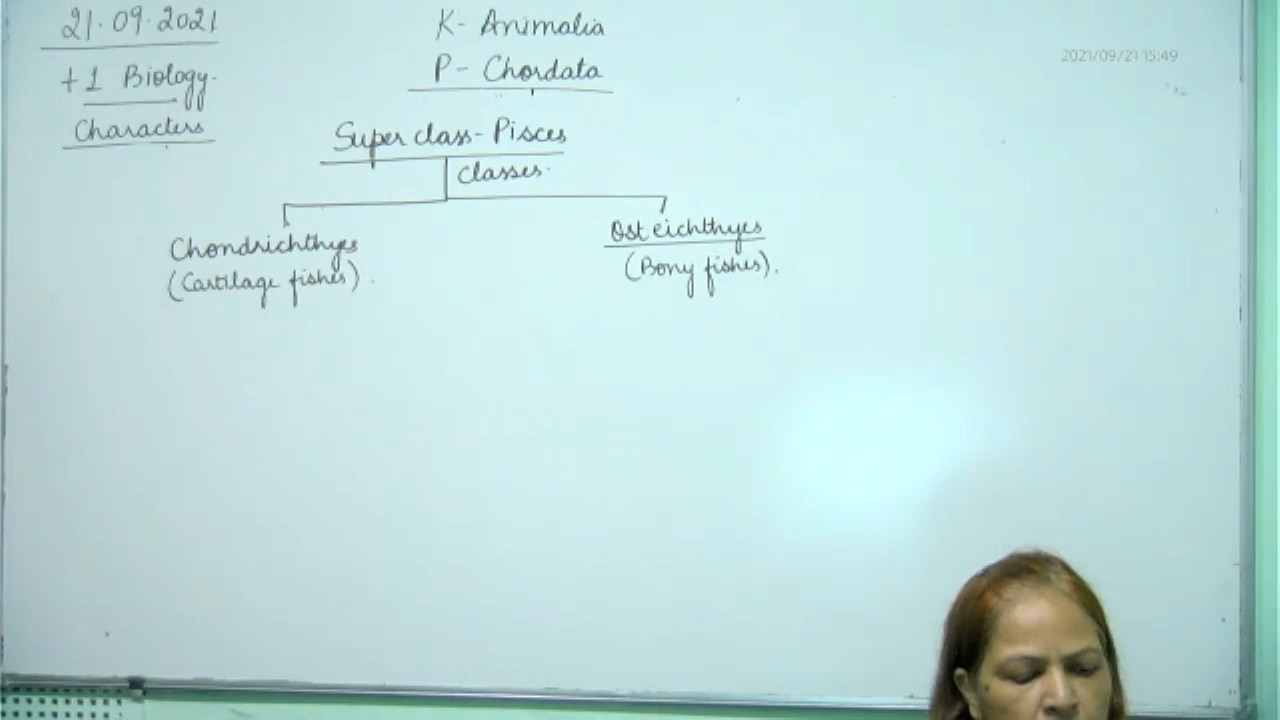 21.09.2021
+1 Biology.
Characters
K- Animalia
P- Chordata
2021/09/21 15:49
Super class- Pisces
Classes.
Chondrichthyes
(Cartilage fishes).
Osteichthyes
(Bony fishes).